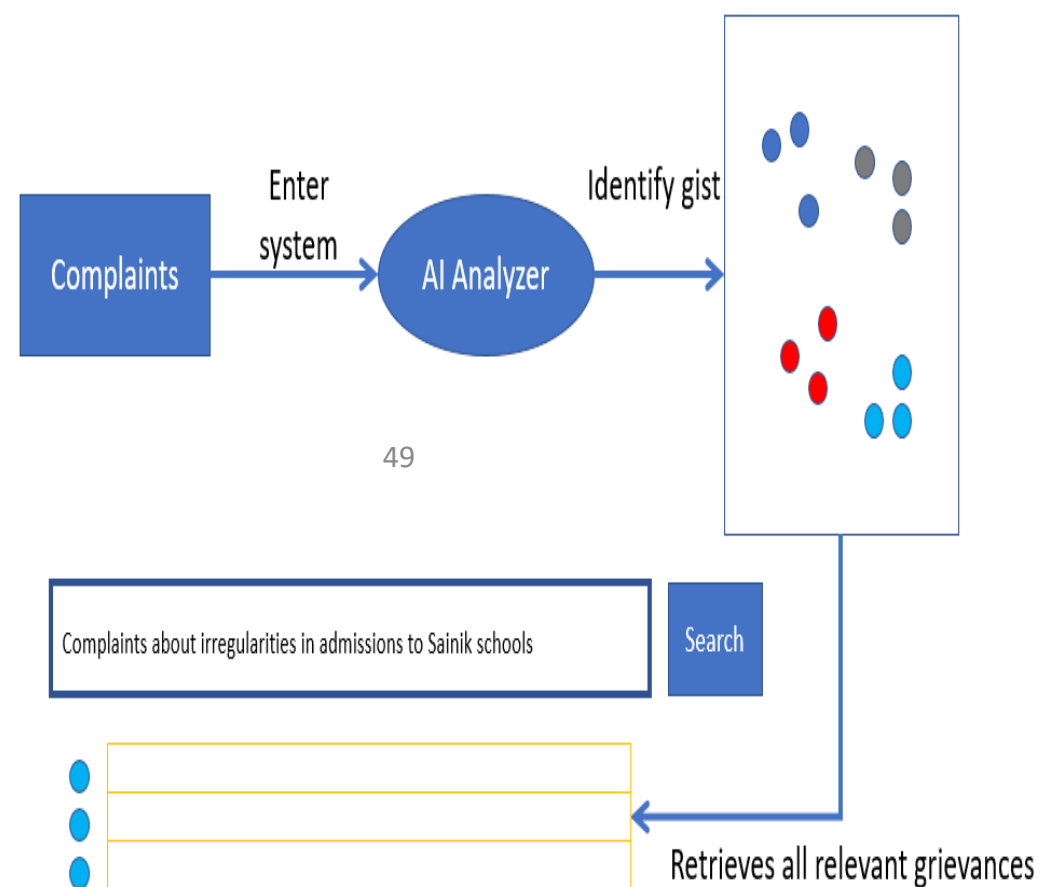 Complaints
Enter
system
AI Analyzer
Identify gist
49
Complaints about irregularities in admissions to Sainik schools
Search
Retrieves all relevant grievances